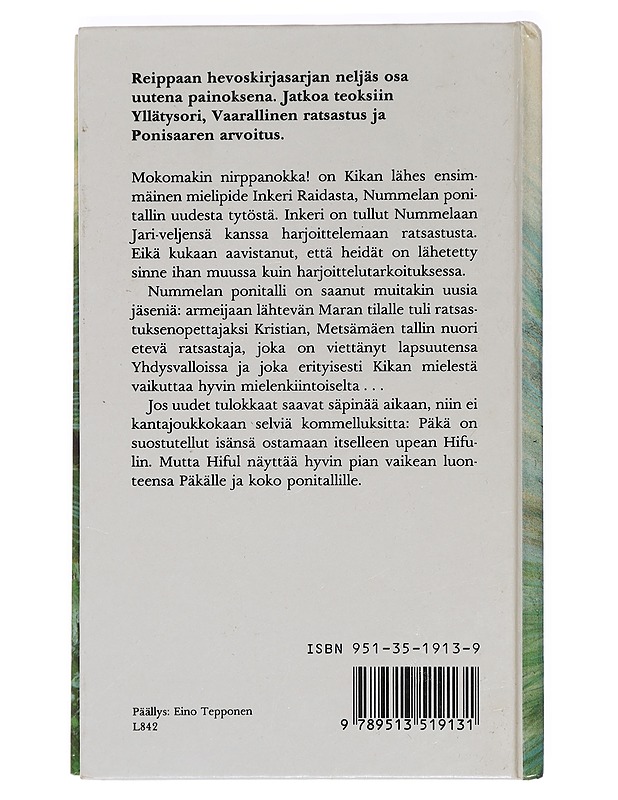 Reippaan hevoskirjasarjan neljäs osa
uutena painoksena. Jatkoa teoksiin
Yllätysori, Vaarallinen ratsastus ja
Ponisaaren arvoitus.
Mokomakin nirppanokka! on Kikan lähes ensim-
mäinen mielipide Inkeri Raidasta, Nummelan poni-
tallin uudesta tytöstä. Inkeri on tullut Nummelaan
Jari-veljensä kanssa harjoittelemaan ratsastusta.
Eikä kukaan aavistanut, että heidät on lähetetty
sinne ihan muussa kuin harjoittelutarkoituksessa.
Nummelan ponitalli on saanut muitakin uusia
jäseniä: armeijaan lähtevän Maran tilalle tuli ratsas-
tuksenopettajaksi Kristian, Metsämäen tallin nuori
etevä ratsastaja, joka on viettänyt lapsuutensa
Yhdysvalloissa ja joka erityisesti Kikan mielestä
vaikuttaa hyvin mielenkiintoiselta . . .
Jos uudet tulokkaat saavat säpinää aikaan, niin ei
kantajoukkokaan selviä kommelluksitta: Päkä on
suostutellut isänsä ostamaan itselleen upean Hifu-
lin. Mutta Hiful näyttää hyvin pian vaikean luon-
teensa Päkälle ja koko ponitallille.
ISBN 951-35-1913-9
9 789513 519131
Päällys: Eino Tepponen
L842